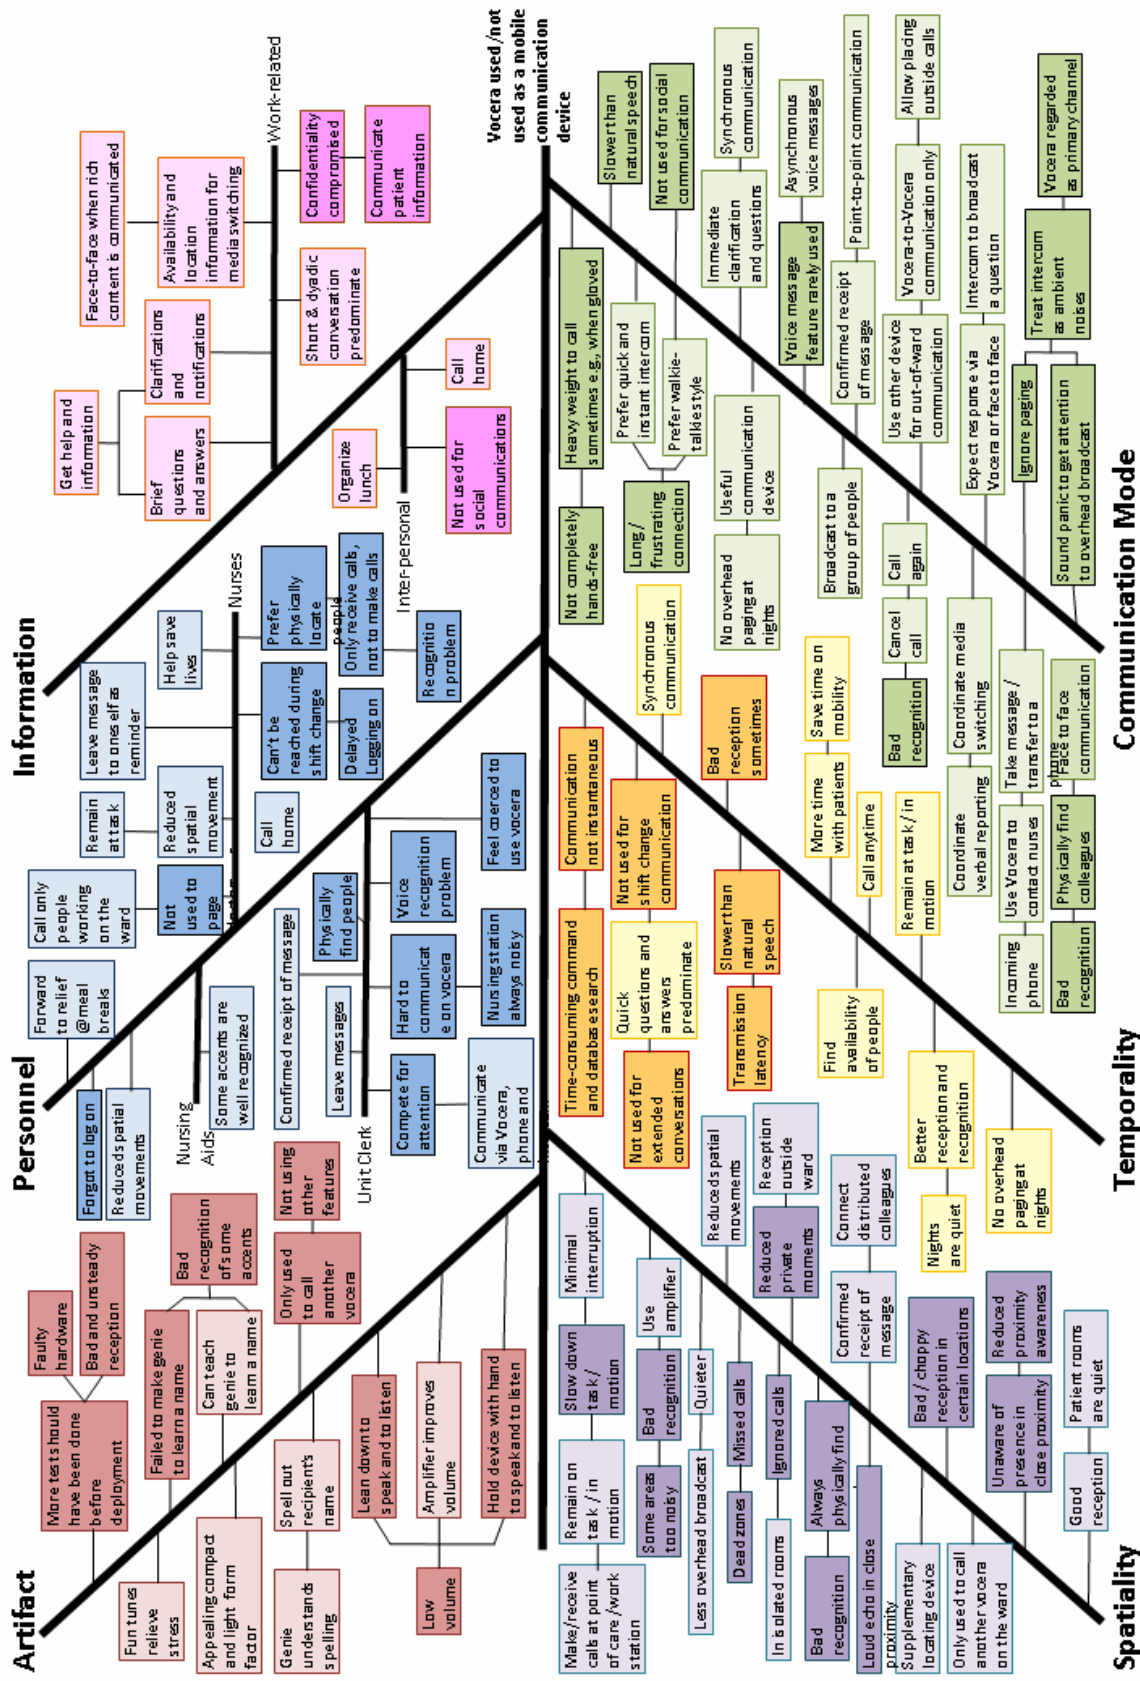 Artifact
Personnel
Information
More tests hould
have been done
before
deployment
Faulty
hardware
Bad and unsteady
reception
Fun tunes
relieve
stress
Failed to make genie
to learn a name
Bad
recognition
of some
accents
Can teach
genie to
learn a name
Appealing compact
and light form
factor
Genie
understands
spelling
Spell out
recipient's
name
Only used
to call
another
vocera
Not using
other
features
Low
volume
Lean down to
speak and to listen
Amplifier improves
volume
Hold device with hand
to speak and to listen
Forward
to relief
@meal
breaks
Forgot to log on
Reduced spatial
movements
Call only
people
working
on the
ward
Nursing
Aids
Some accents are
well recognized
Nurses
Remain
at task
Leave message
to oneself as
reminder
Reduced
spatial
movement
Help save
lives
Not
used to
page
Call
home
Can't be
reached during
shift change
Prefer
physically
locate
people
Delayed
Logging on
Only receive calls,
not to make calls
Recognitio
n problem
Unit Clerk
Confirmed receipt of message
Leave messages
Physically
find people
Compete for
attention
Hard to
communicat
e on vocera
Voice
recognition
problem
Communicate
via Vocera,
phone and
Nursing station
always noisy
Feel coerced to
use vocera
Work-related
Get help and
information
Brief
questions
and answers
Clarifications
and
notifications
Face-to-face when rich
content is communicated
Availability and
location
information for
media switching
Short & dyadic
conversation
predominate
Confidentiality
compromised
Communicate
patient
information
Inter-personal
Organize
lunch
Not used for
social
communications
Call
home
Vocera used/not
used as a mobile
communication
device
Make/receive
calls at point
of care /work
station
Remain on
task / in
motion
Slow down
task/
motion
Minimal
interruption
Some areas
too noisy
Bad
recognition
Use
amplifier
Less overhead broadcast
Quieter
Reduced spatial
movements
Dead zones
Missed calls
In isolated rooms
Ignored calls
Reduced
private
moments
Reception
outside
ward
Bad
recognition
Always
physically find
Loud echo in close
proximity
Confirmed
receipt of
message
Connect
distributed
colleagues
Supplementary
locating device
Bad / choppy
reception in
certain locations
Only used to call
another vocera
on the ward
Unaware of
presence in
close proximity
Reduced
proximity
awareness
Good
reception
Patient rooms
are quiet
Time-consuming command
and database search
Communication
not instantaneous
Not used for
extended
conversations
Quick
questions and
answers
predominate
Not used for
shift change
communication
Synchronous
communication
Transmission
latency
Slower than
natural
speech
Bad
reception
sometimes
Find
availability
of people
More time
with patients
Save time on
mobility
Call anytime
Remain at task / in
motion
Nights
are quiet
Better
reception and
recognition
No overhead
paging at
nights
Not completely
hands-free
Heavy weight to call
sometimes e.g., when gloved
Slower than
natural speech
Long/
frustrating
connection
Prefer quick and
instant intercom
Prefer walkie-
talkie style
Not used for social
communication
No overhead
paging at
nights
Useful
communication
device
Immediate
clarification
and questions
Synchronous
communication
Voice message
feature rarely used
Asynchronous
voice messages
Broadcast to a
group of people
Confirmed receipt
of message
Point-to-point communication
Bad
recognition
Cancel
call
Call
again
Use other device
for out-of-ward
communication
Vocera-to-Vocera
communication only
Allow placing
outside calls
Coordinate
verbal reporting
Coordinate media
switching
Expect response via
Vocera or face to face
Intercom to broadcast
a question
Incoming
phone
Use Vocera to
contact nurses
Take message /
transfer to a
phone
Ignore paging
Treat intercom
as ambient
noises
Vocera regarded
as primary channel
Bad
recognition
Physically find
colleagues
Face to face
communication
Sound panic to get attention
to overhead broadcast
Spatiality
Temporality
Communication Mode